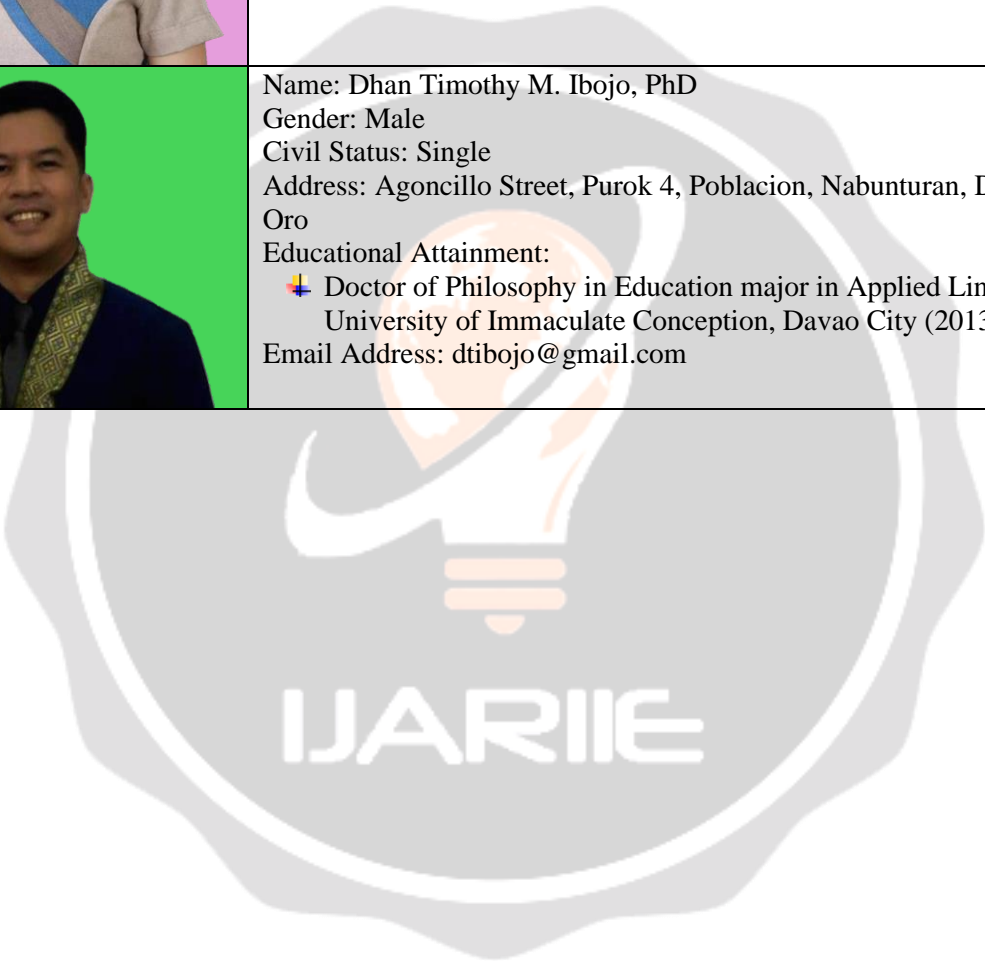 Name: Dhan Timothy M. Ibojo, PhD
Gender: Male
Civil Status: Single
Address: Agoncillo Street, Purok 4, Poblacion, Nabunturan,
Oro
Educational Attainment:
Doctor of Philosophy in Education major in Applied
University of Immaculate Conception, Davao City (2013
Email Address: dtibojo@gmail.com
IJARIIE